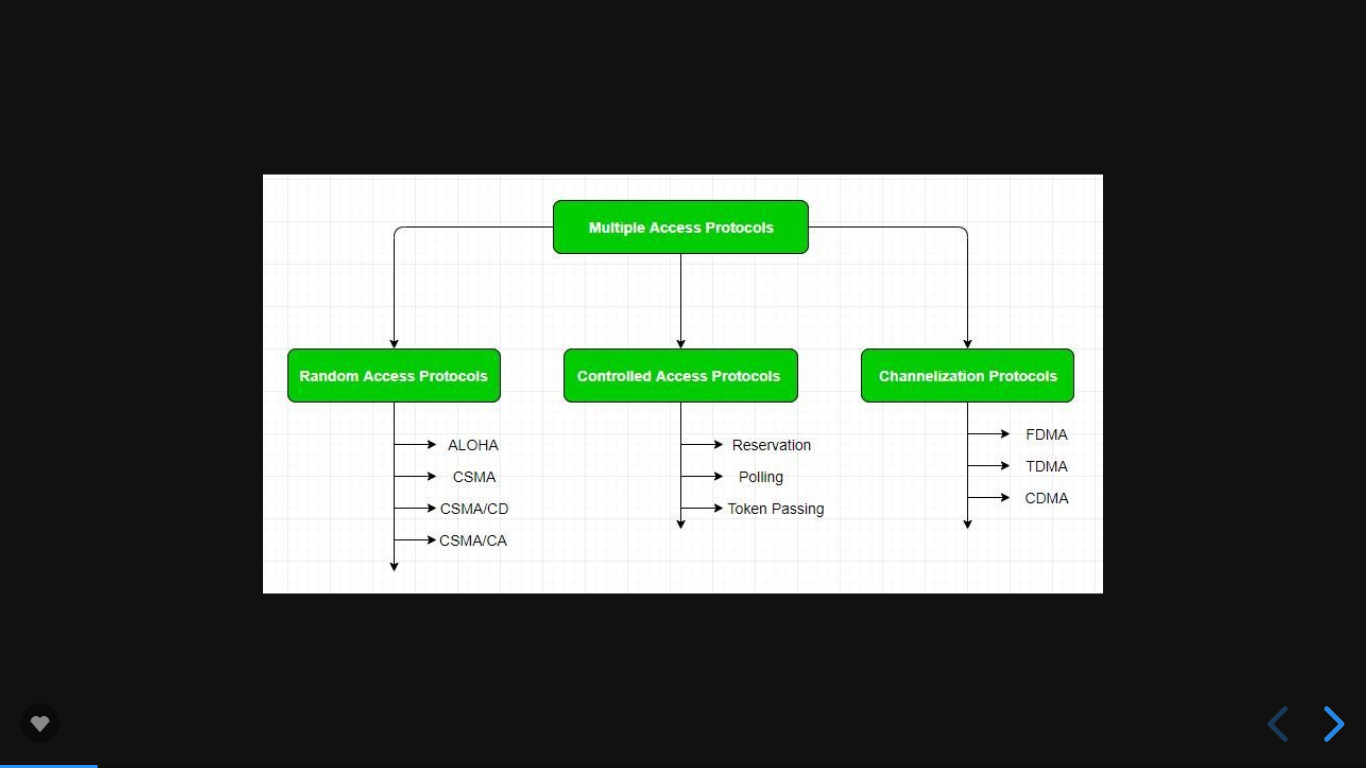 Multiple Access Protocols
Random Access Protocols
ALOHA
CSMA
CSMA/CD
CSMA/CA
Controlled Access Protocols
Reservation
Polling
Token Passing
Channelization Protocols
FDMA
TDMA
CDMA